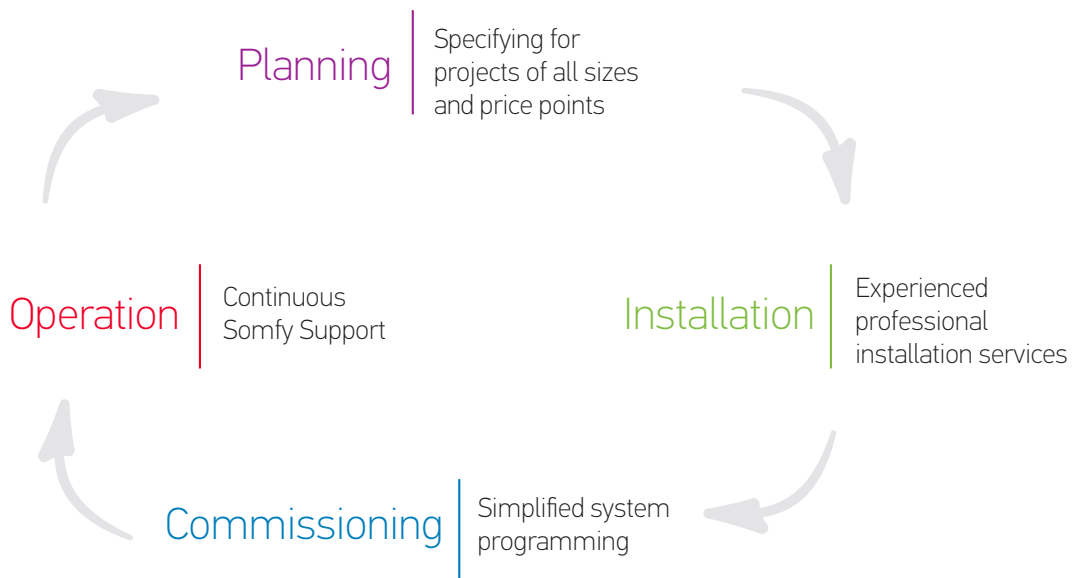 Planning
Specifying for
projects of all sizes
and price points
Installation
Experienced
professional
installation services
Commissioning
Simplified system
programming
Operation
Continuous
Somfy Support